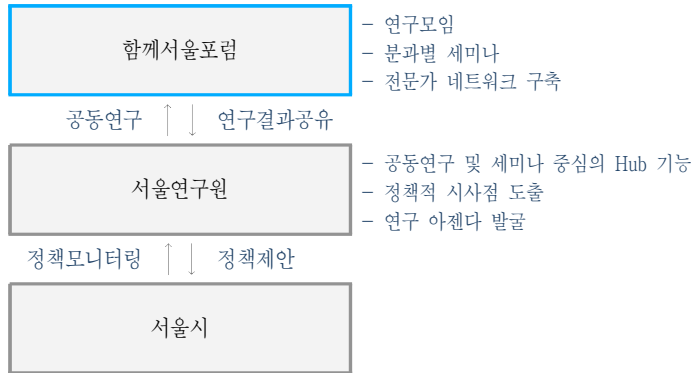 함께서울포럼
- 연구모임
- 분과별 세미나
- 전문가 네트워크 구축
공동연구 ↑↓ 연구결과공유
서울연구원
- 공동연구 및 세미나 중심의 Hub 기능
- 정책적 시사점 도출
- 연구 아젠다 발굴
정책모니터링 ↑↓ 정책제안
서울시